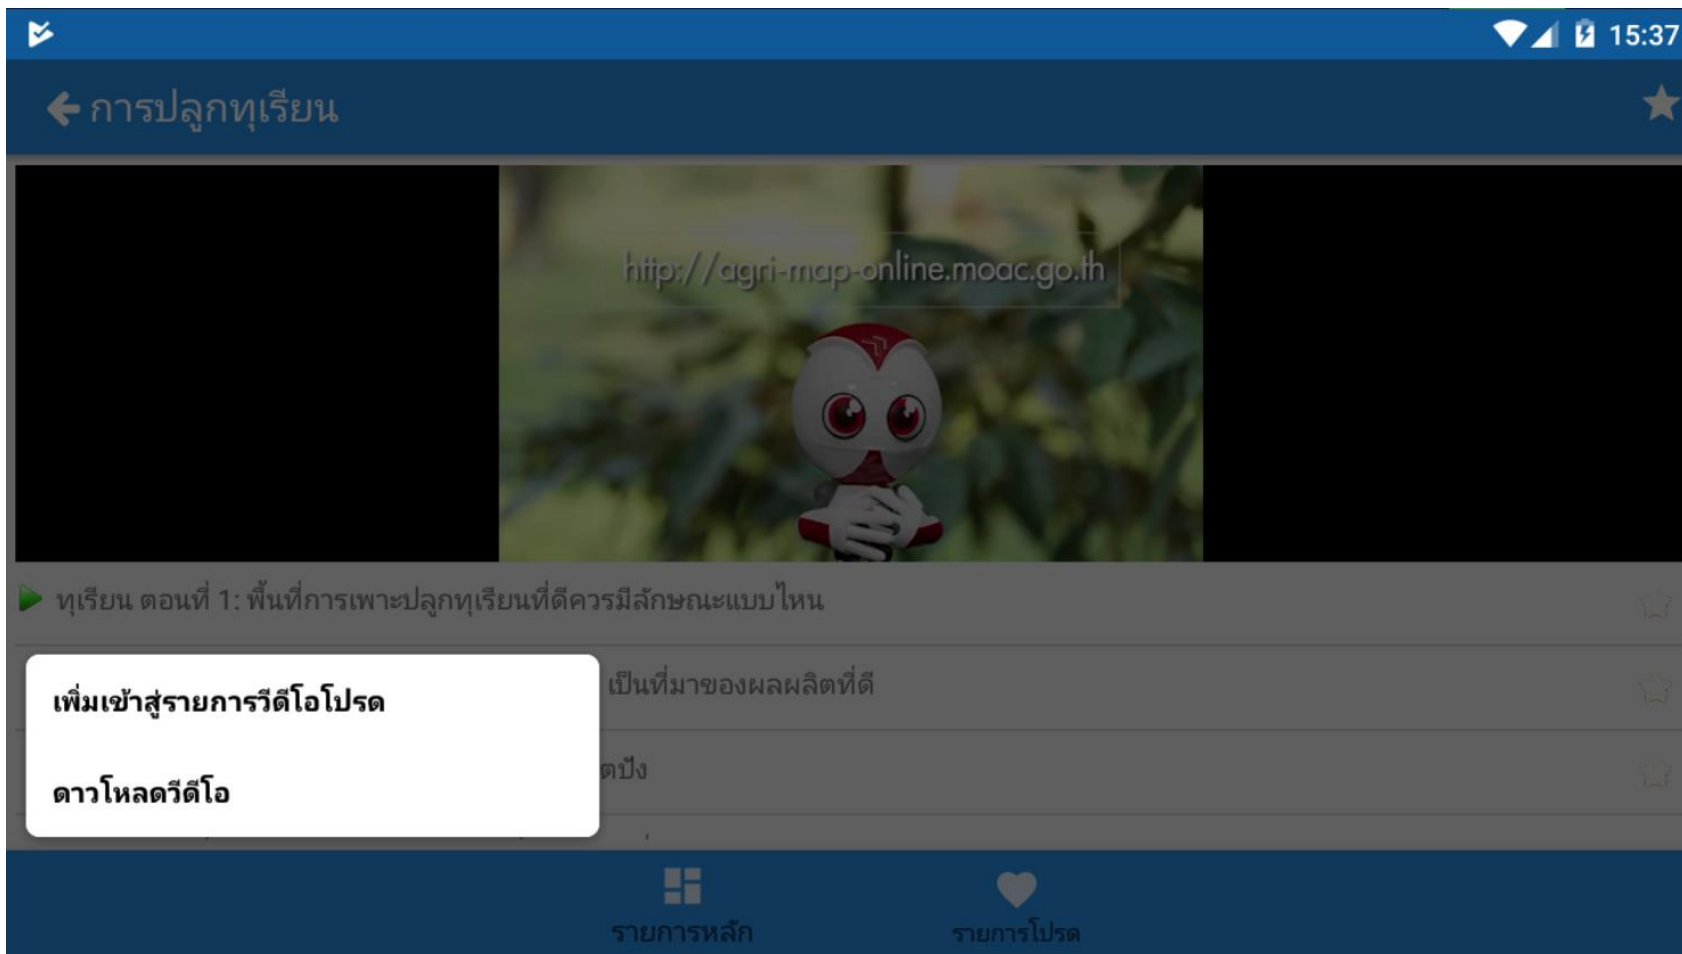 15:37
การปลูกทุเรียน
http://agri-map-online.moac.go.th
ทุเรียน ตอนที่ 1: พื้นที่การเพาะปลูกทุเรียนที่ดีควรมีลักษณะแบบไหน
เป็นที่มาของผลผลิตที่ดี
เพิ่มเข้าสู่รายการวีดีโอโปรด
ตปัง
ดาวโหลดวีดีโอ
รายการหลัก
รายการโปรด